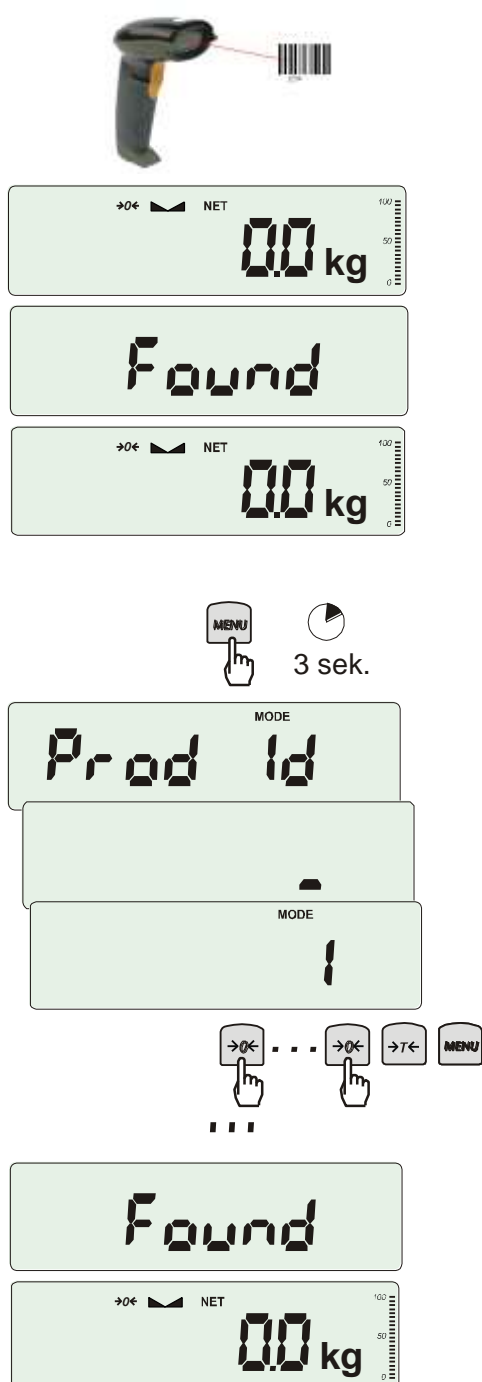 →0← NET 100
50
0.0 kg
0
Found
→0← NET 100
50
0.0 kg
0
MENU
3 sek.
MODE
Prod Id
-
MODE
1
→0← . . . →0← →T← MENU
...
Found
→0← NET 100
50
0.0 kg
0